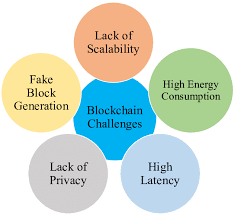 Lack of
Scalability
Fake
Block
Generation
High Energy
Consumption
Blockchain
Challenges
Lack of
Privacy
High
Latency